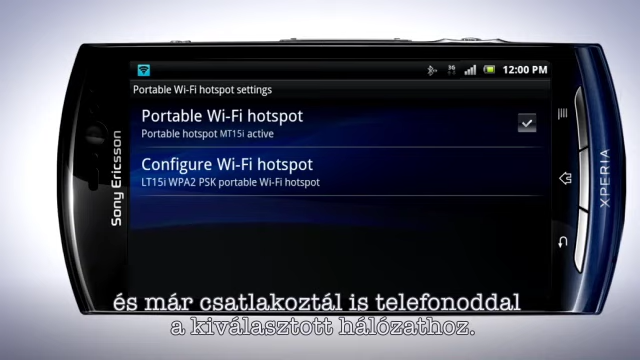 3G
12:00 PM
Portable Wi-Fi hotspot settings
Portable Wi-Fi hotspot
Portable hotspot MT15i active
Configure Wi-Fi hotspot
LT15i WPA2 PSK portable Wi-Fi hotspot
Sony Ericsson
XPERIA
és már csatlakoztál is telefonoddal
a kiválasztott hálózathoz.